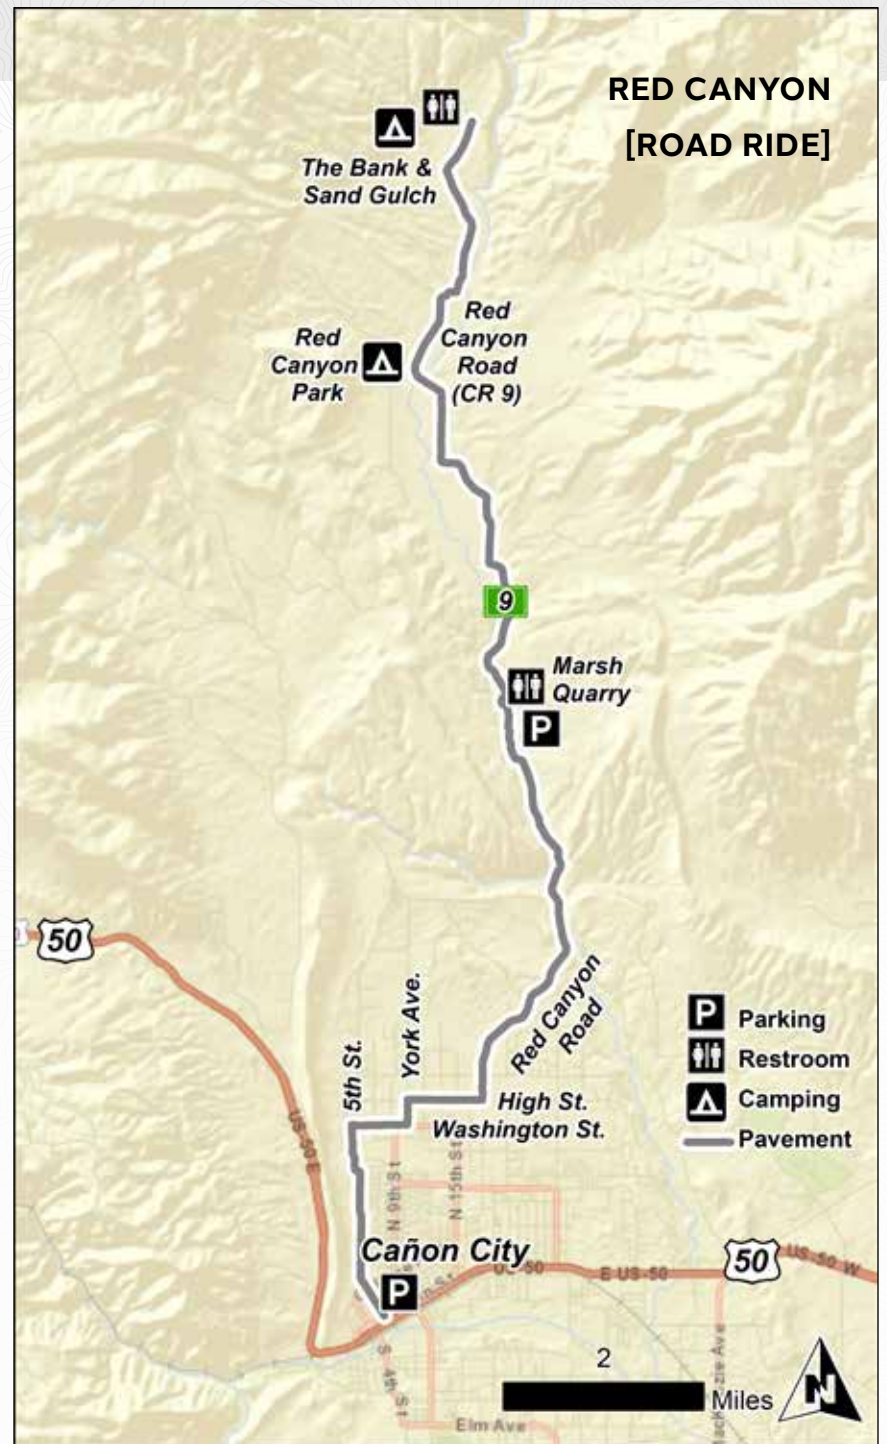 RED CANYON
[ROAD RIDE]
The Bank &
Sand Gulch
Red
Canyon
Road
(CR 9)
Red
Canyon
Park
9
Marsh
Quarry
P
50
5th St.
York Ave.
Red Canyon
Road
High St.
Washington St.
P Parking
Restroom
Camping
Pavement
US-50 E
N 9th St
N 15th St
Cañon City
P
US-50
E US-50
50
US-50 W
S 4th St
Elm Ave
2
Miles
N